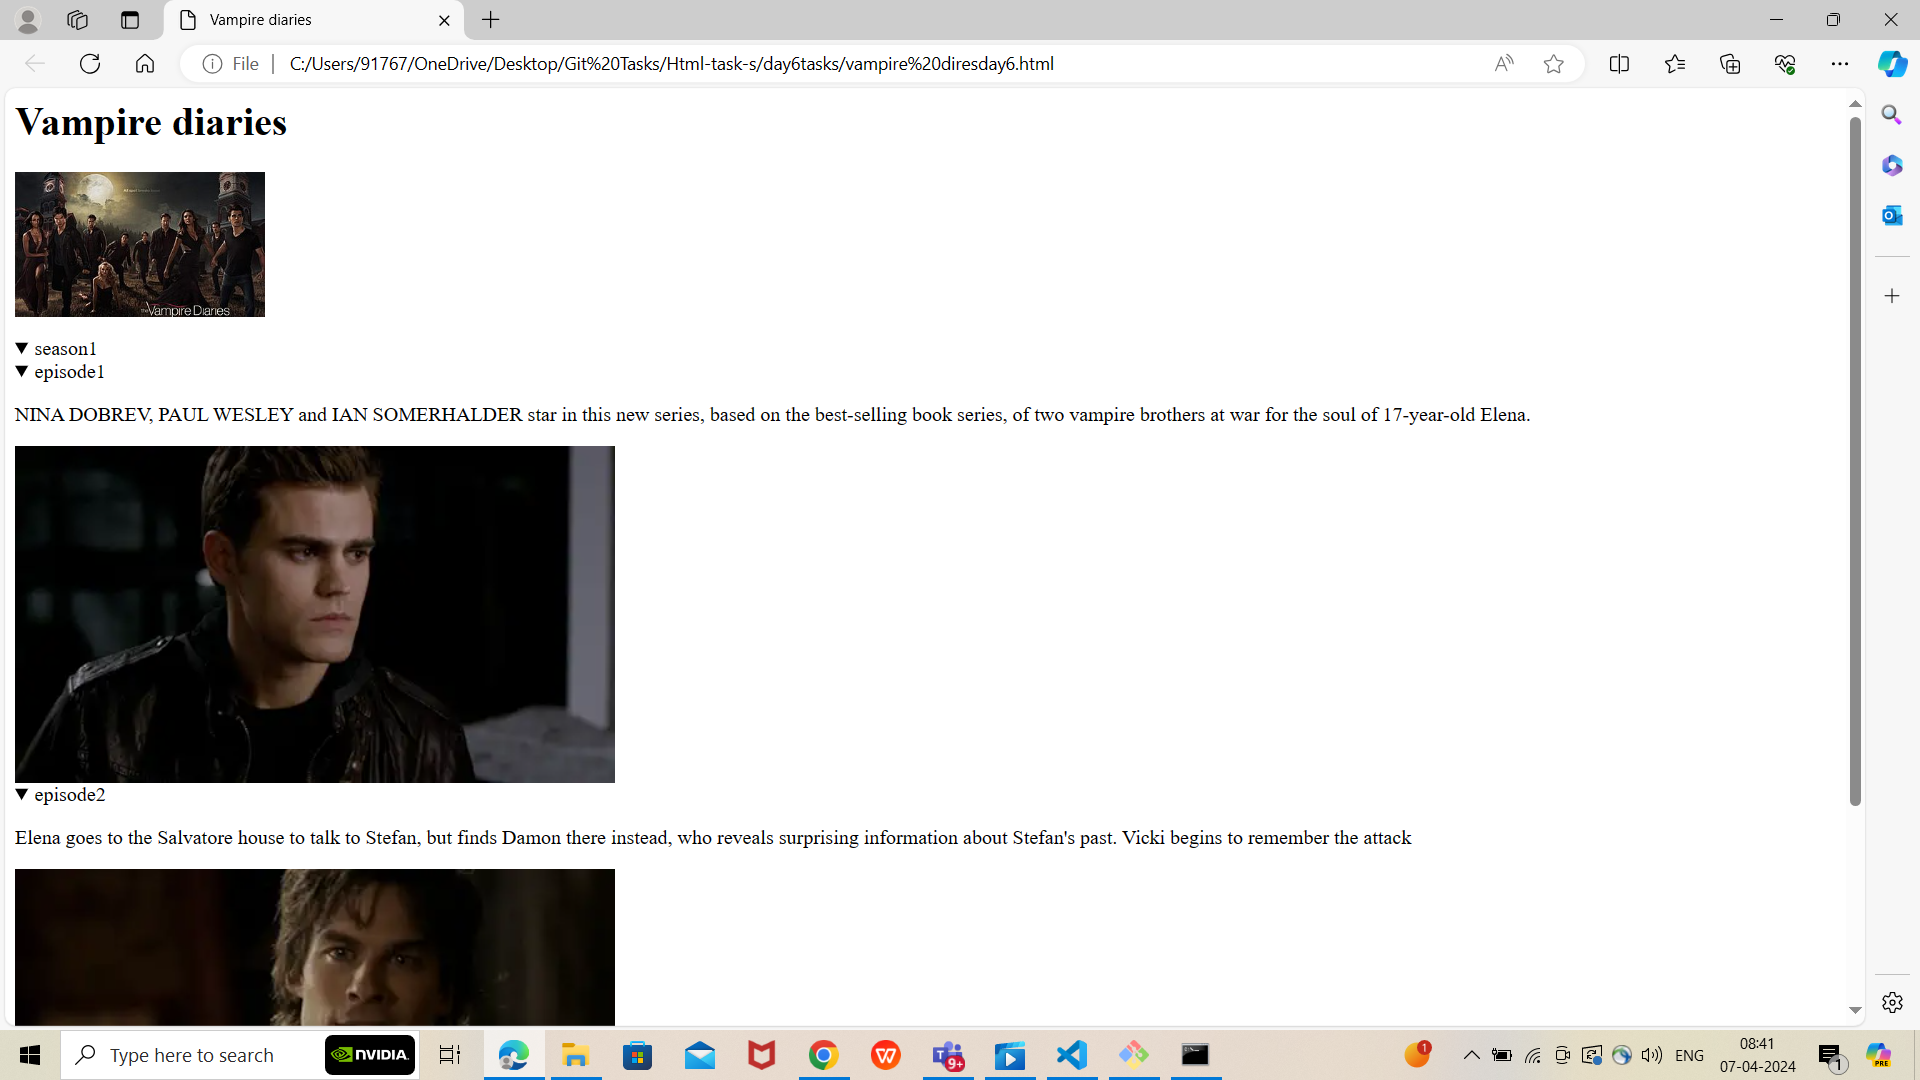 Vampire diaries
File
C:/Users/91767/OneDrive/Desktop/Git%20Tasks/Html-task-s/day6tasks/vampire%20diresday6.html
Vampire diaries
The Vampire Diaries
season1
episode1
NINA DOBREV, PAUL WESLEY and IAN SOMERHALDER star in this new series, based on the best-selling book series, of two vampire brothers at war for the soul of 17-year-old Elena.
episode2
Elena goes to the Salvatore house to talk to Stefan, but finds Damon there instead, who reveals surprising information about Stefan's past. Vicki begins to remember the attack
Type here to search
NVIDIA
9+
1
ENG
08:41
07-04-2024
1
PRE